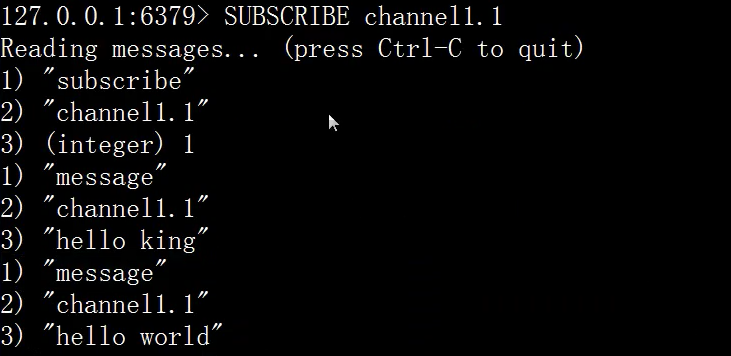 127.0.0.1:6379> SUBSCRIBE channel1.1
Reading messages... (press Ctrl-C to quit)
1) "subscribe"
2) "channel1.1"
3) (integer) 1
1) "message"
2) "channel1.1"
3) "hello king"
1) "message"
2) "channel1.1"
3) "hello world"